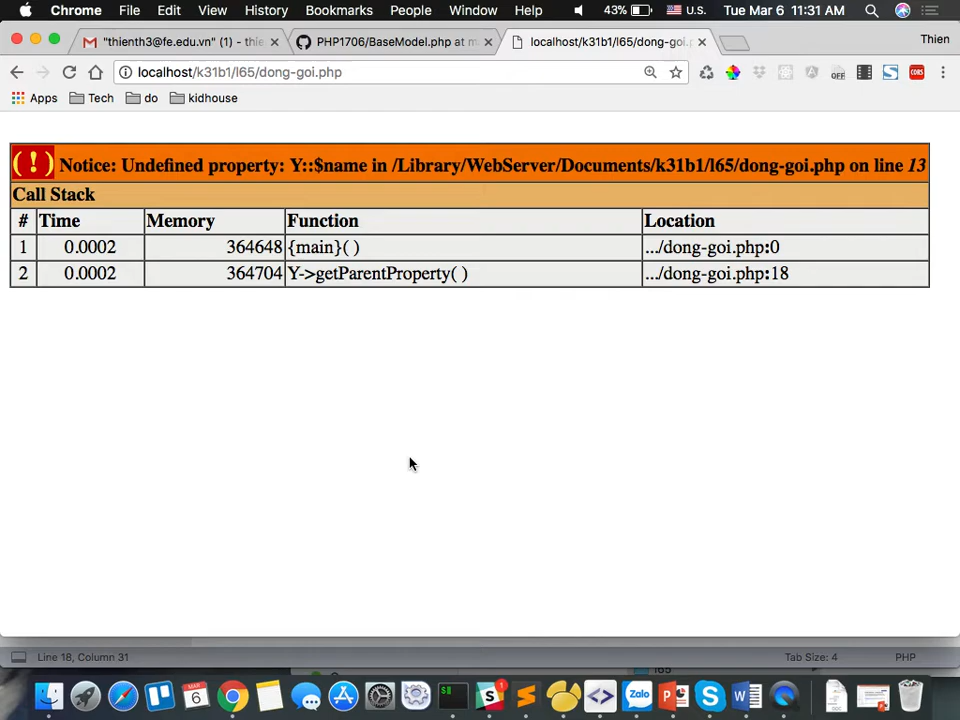 Chrome File Edit View History Bookmarks People Window Help 43% U.S. Tue Mar 6 11:31 AM
"thienth3@fe.edu.vn" (1) - thie
PHP1706/BaseModel.php at m
localhost/k31b1/l65/dong-goi.
Thien
localhost/k31b1/l65/dong-goi.php
OFF
CORS
Apps Tech do kidhouse
( ! ) Notice: Undefined property: Y::$name in /Library/WebServer/Documents/k31b1/l65/dong-goi.php on line 13
Call Stack
# Time Memory Function Location
1 0.0002 364648 {main}( ) .../dong-goi.php:0
2 0.0002 364704 Y->getParentProperty( ) .../dong-goi.php:18
Line 18, Column 31 Tab Size: 4 PHP
Zalo